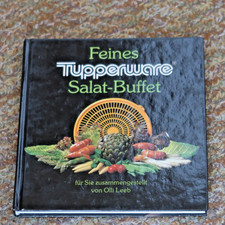 Feines
Tupperware
Salat-Buffet
für Sie zusammengestellt
von Olli Leeb